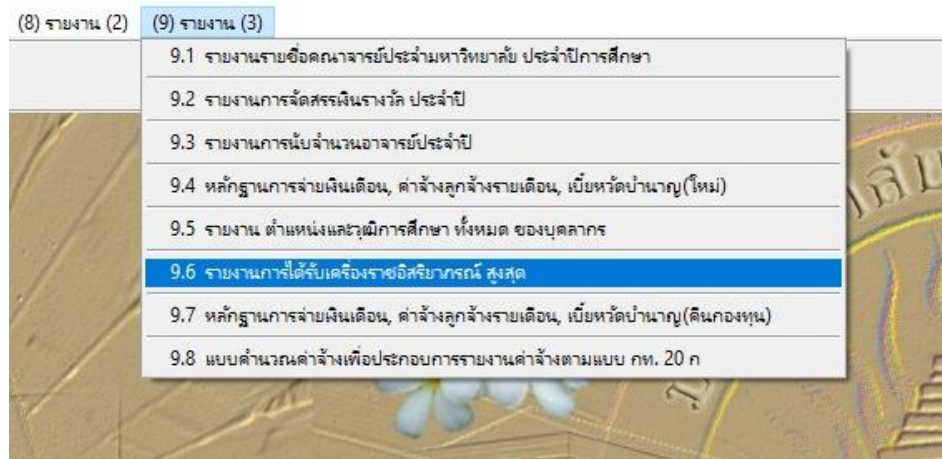 (8) รายงาน (2) (9) รายงาน (3)
9.1 รายงานรายชื่อคณาจารย์ประจำมหาวิทยาลัย ประจำปีการศึกษา
9.2 รายงานการจัดสรรเงินรางวัล ประจำปี
9.3 รายงานการนับจำนวนอาจารย์ประจำปี
9.4 หลักฐานการจ่ายเงินเดือน, ค่าจ้างลูกจ้างรายเดือน, เบี้ยหวัดบำนาญ(ใหม่)
9.5 รายงาน ตำแหน่งและวุฒิการศึกษา ทั้งหมด ของบุคลากร
9.6 รายงานการได้รับเครื่องราชอิสริยาภรณ์ สูงสุด
9.7 หลักฐานการจ่ายเงินเดือน, ค่าจ้างลูกจ้างรายเดือน, เบี้ยหวัดบำนาญ(คืนกองทุน)
9.8 แบบคำนวณค่าจ้างเพื่อประกอบการรายงานค่าจ้างตามแบบ กท. 20 ก